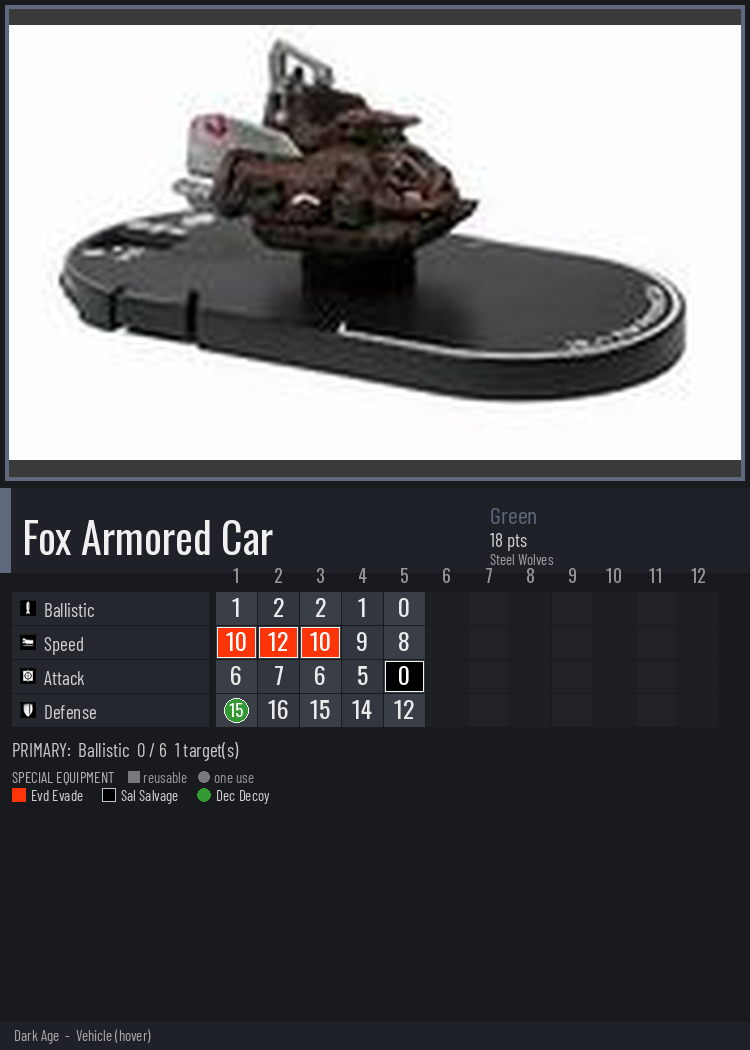 Fox Armored Car
Green
18 pts
Steel Wolves
1 2 3 4 5 6 7 8 9 10 11 12
Ballistic 1 2 2 1 0
Speed 10 12 10 9 8
Attack 6 7 6 5 0
Defense 15 16 15 14 12
PRIMARY: Ballistic 0 / 6 1 target(s)
SPECIAL EQUIPMENT reusable one use
Evd Evade Sal Salvage Dec Decoy
Dark Age - Vehicle (hover)